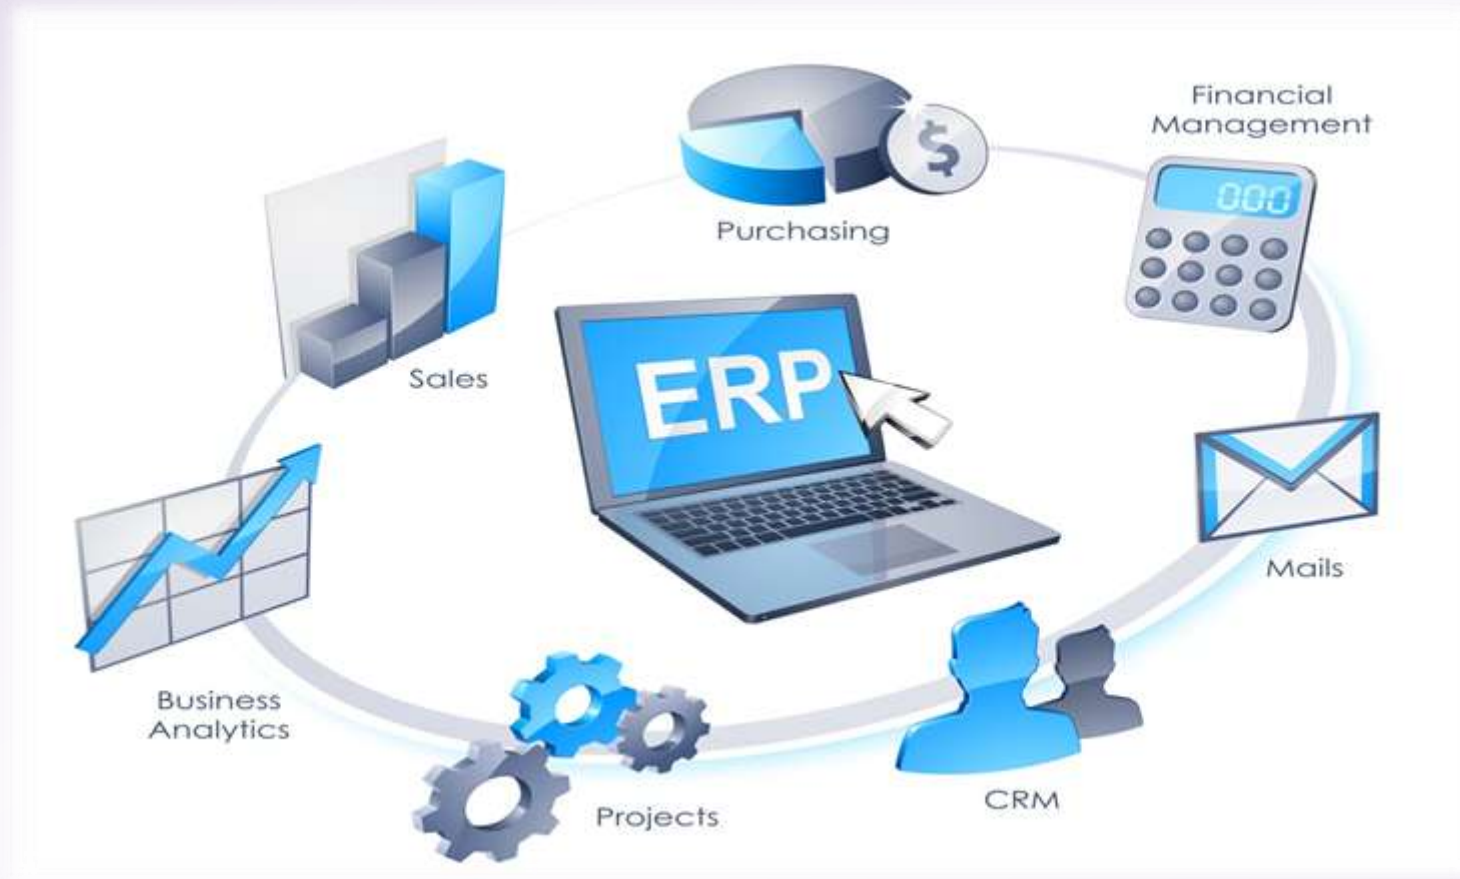 Financial
Management
Purchasing
000
Sales
ERP
Mails
Business
Analytics
CRM
Projects
$